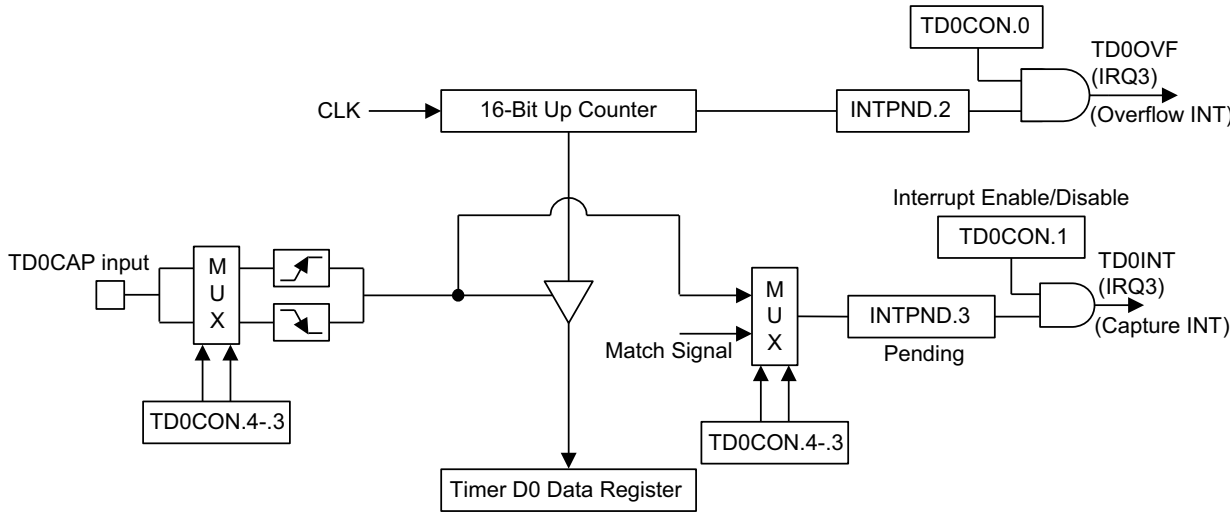 TD0CON.0
TD0OVF
(IRQ3)
(Overflow INT)
CLK
16-Bit Up Counter
INTPND.2
Interrupt Enable/Disable
TD0CON.1
TD0INT
(IRQ3)
(Capture INT)
TD0CAP input
M
U
X
M
U
X
INTPND.3
Pending
Match Signal
TD0CON.4-.3
TD0CON.4-.3
Timer D0 Data Register